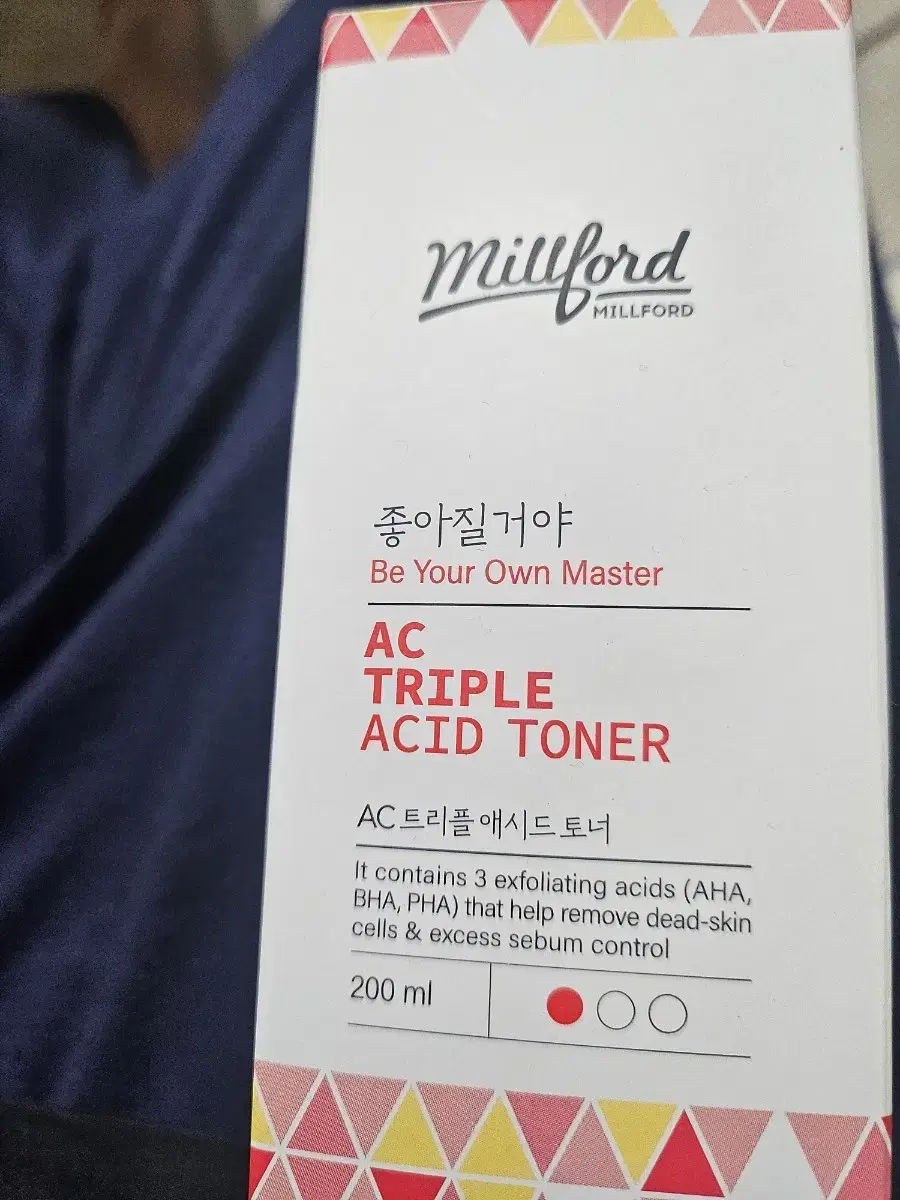 Millford
MILLFORD
좋아질거야
Be Your Own Master
AC
TRIPLE
ACID TONER
AC 트리플 애시드 토너
It contains 3 exfoliating acids (AHA,
BHA, PHA) that help remove dead-skin
cells & excess sebum control
200 ml